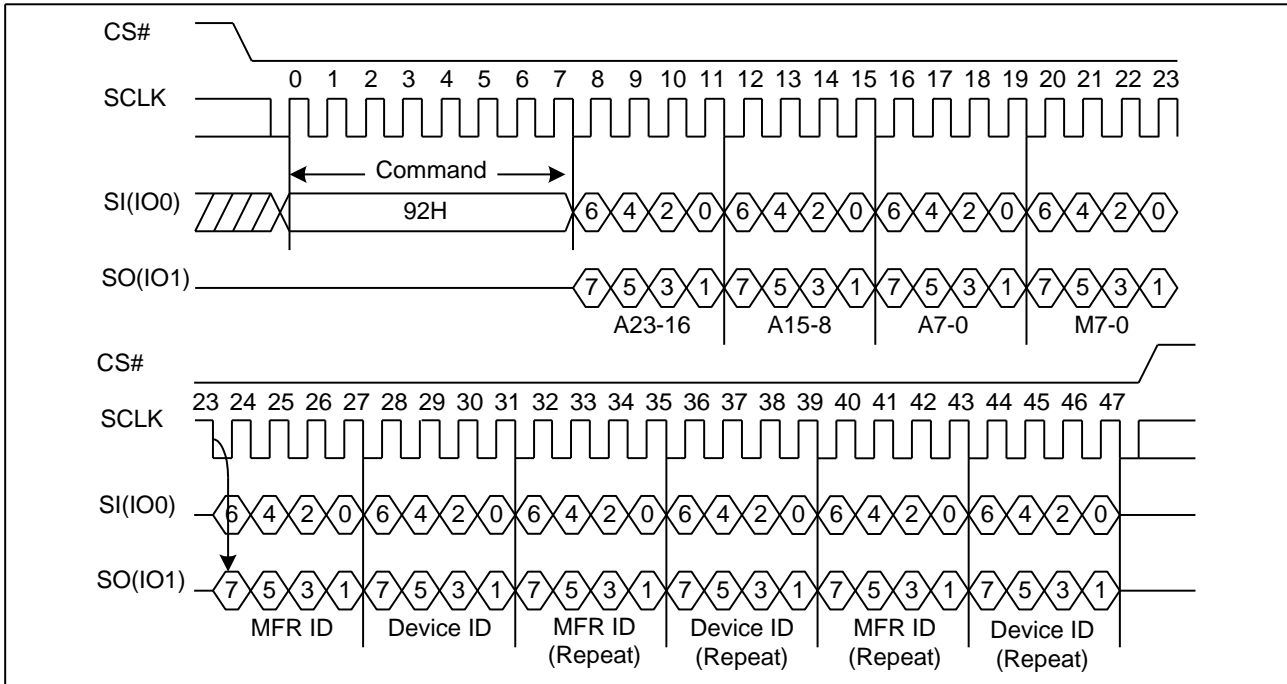 CS#
0 1 2 3 4 5 6 7 8 9 10 11 12 13 14 15 16 17 18 19 20 21 22 23
SCLK
Command
SI(IO0)
92H
6 4 2 0 6 4 2 0 6 4 2 0 6 4 2 0
SO(IO1)
7 5 3 1 7 5 3 1 7 5 3 1 7 5 3 1
A23-16 A15-8 A7-0 M7-0
CS#
23 24 25 26 27 28 29 30 31 32 33 34 35 36 37 38 39 40 41 42 43 44 45 46 47
SCLK
SI(IO0)
6 4 2 0 6 4 2 0 6 4 2 0 6 4 2 0 6 4 2 0 6 4 2 0
SO(IO1)
7 5 3 1 7 5 3 1 7 5 3 1 7 5 3 1 7 5 3 1 7 5 3 1
MFR ID Device ID MFR ID Device ID MFR ID Device ID
(Repeat) (Repeat) (Repeat) (Repeat)